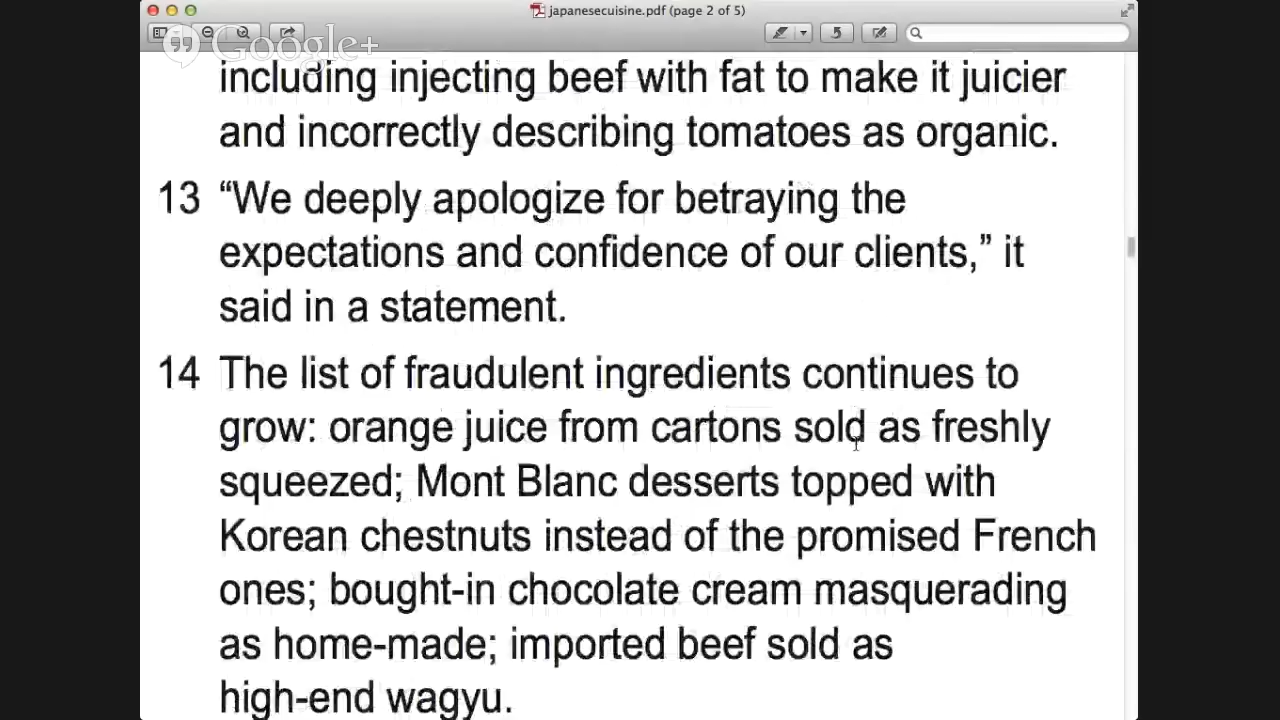 japanesecuisine.pdf (page 2 of 5)
Google+
including injecting beef with fat to make it juicier
and incorrectly describing tomatoes as organic.
13 “We deeply apologize for betraying the
expectations and confidence of our clients,” it
said in a statement.
14 The list of fraudulent ingredients continues to
grow: orange juice from cartons sold as freshly
squeezed; Mont Blanc desserts topped with
Korean chestnuts instead of the promised French
ones; bought-in chocolate cream masquerading
as home-made; imported beef sold as
high-end wagyu.